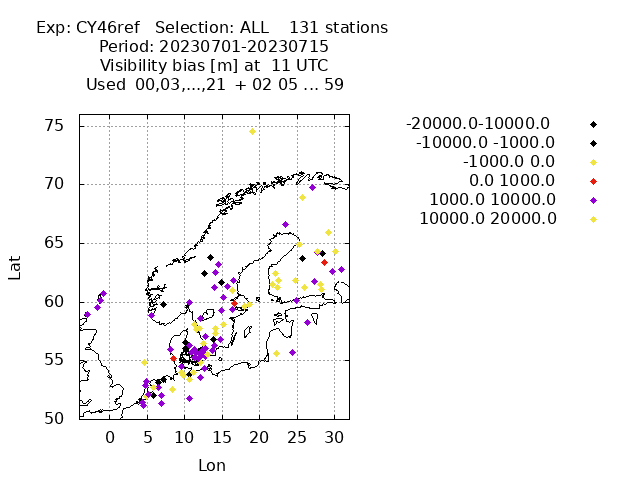 Exp: CY46ref   Selection: ALL    131 stations
Period: 20230701-20230715
Visibility bias [m] at  11 UTC
Used  00,03,...,21  + 02 05 ... 59
-20000.0-10000.0
-10000.0 -1000.0
-1000.0 0.0
0.0 1000.0
1000.0 10000.0
10000.0 20000.0
75
70
65
60
55
50
Lat
0 5 10 15 20 25 30
Lon